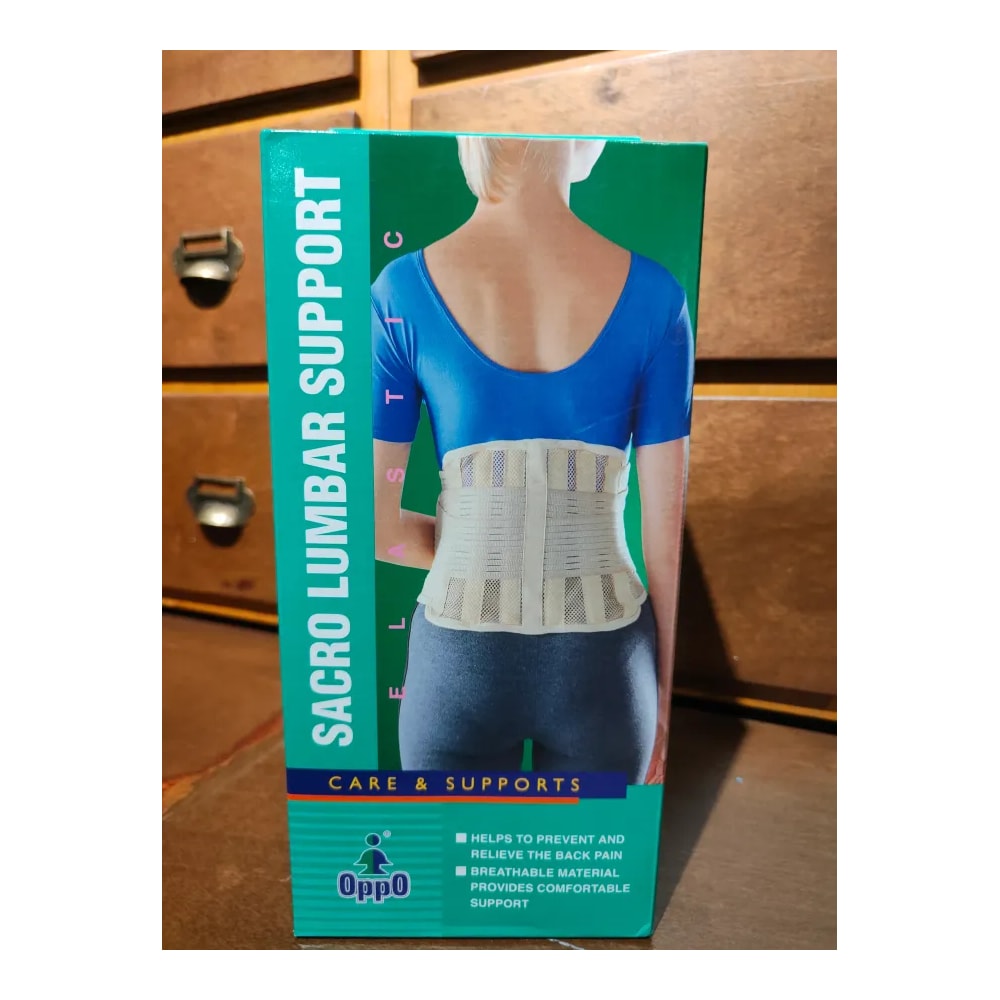 SACRO LUMBAR SUPPORT
ELASTIC
CARE & SUPPORTS
®
OppO
HELPS TO PREVENT AND
RELIEVE THE BACK PAIN
BREATHABLE MATERIAL
PROVIDES COMFORTABLE
SUPPORT